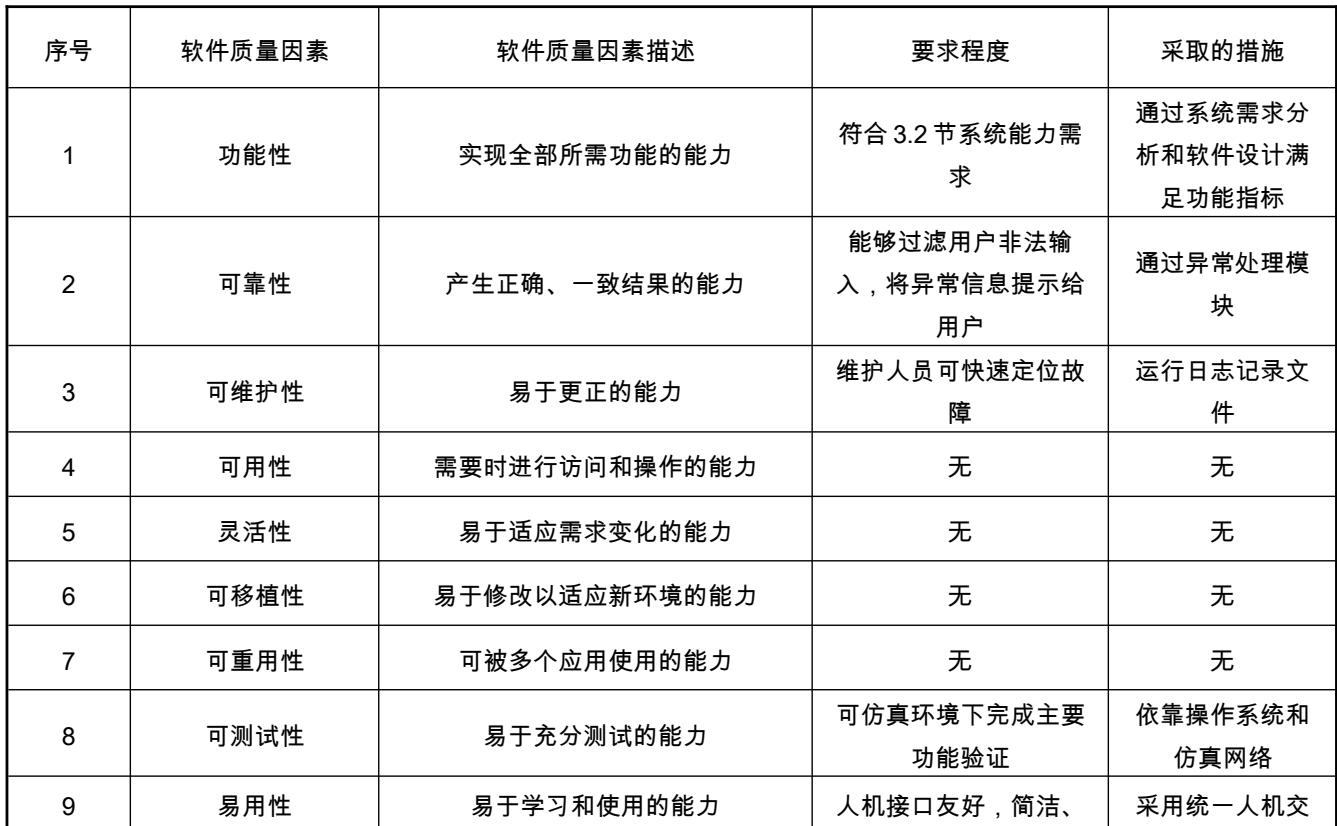 序号 软件质量因素 软件质量因素描述 要求程度 采取的措施
1 功能性 实现全部所需功能的能力 符合 3.2 节系统能力需
求
通过系统需求分
析和软件设计满
足功能指标
2 可靠性 产生正确、一致结果的能力 能够过滤用户非法输
入，将异常信息提示给
用户
通过异常处理模
块
3 可维护性 易于更正的能力 维护人员可快速定位故
障
运行日志记录文
件
4 可用性 需要时进行访问和操作的能力 无 无
5 灵活性 易于适应需求变化的能力 无 无
6 可移植性 易于修改以适应新环境的能力 无 无
7 可重用性 可被多个应用使用的能力 无 无
8 可测试性 易于充分测试的能力 可仿真环境下完成主要
功能验证
依靠操作系统和
仿真网络
9 易用性 易于学习和使用的能力 人机接口友好，简洁、 采用统一人机交